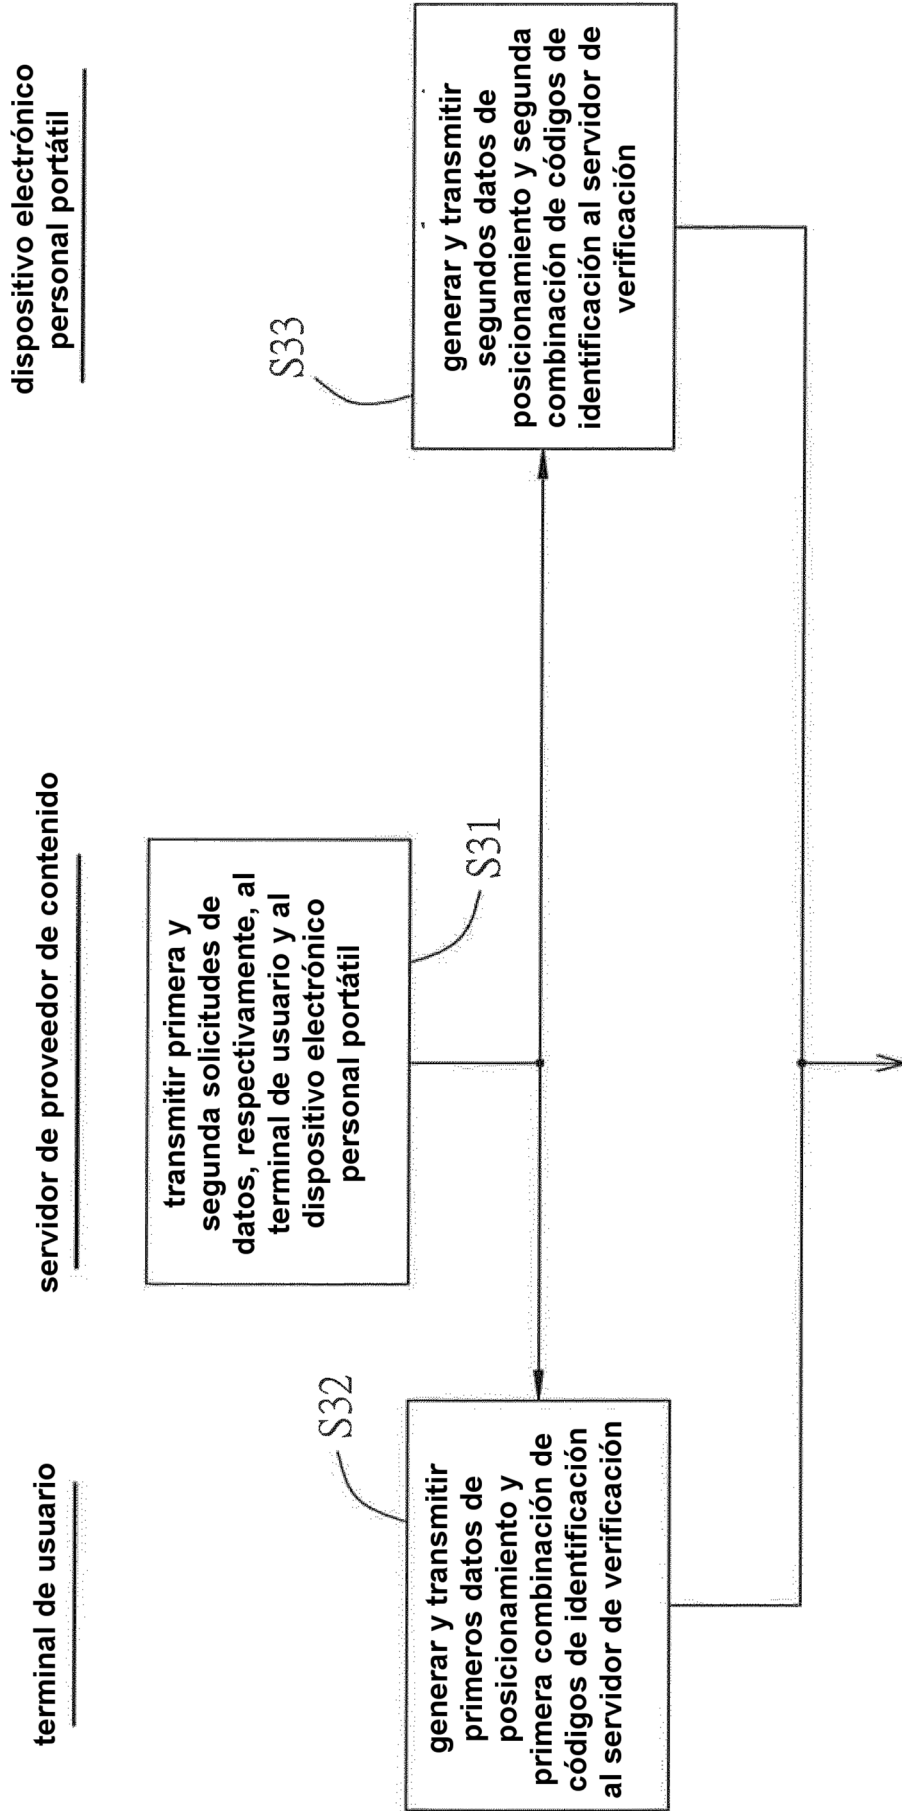 terminal de usuario
servidor de proveedor de contenido
dispositivo electrónico
personal portátil
transmitir primera y
segunda solicitudes de
datos, respectivamente, al
terminal de usuario y al
dispositivo electrónico
personal portátil
S31
S32
generar y transmitir
primeros datos de
posicionamiento y
primera combinación de
códigos de identificación
al servidor de verificación
S33
generar y transmitir
segundos datos de
posicionamiento y segunda
combinación de códigos de
identificación al servidor de
verificación